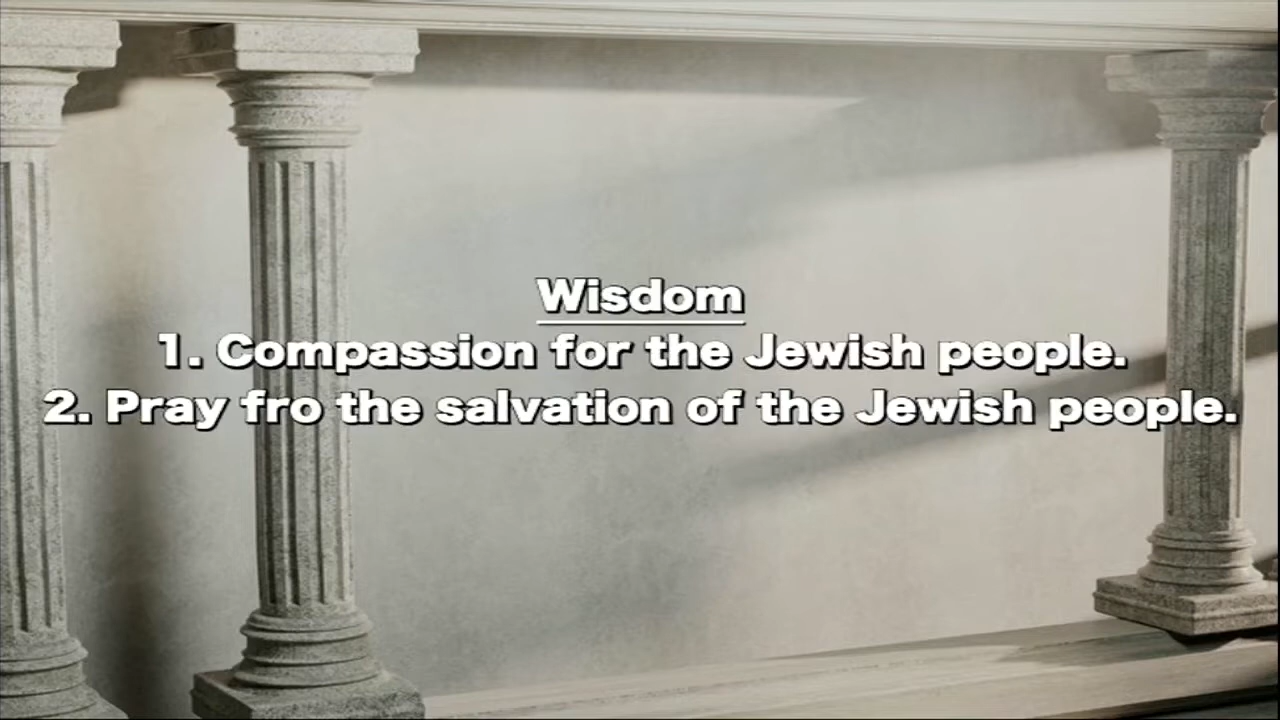 Wisdom
1. Compassion for the Jewish people.
2. Pray fro the salvation of the Jewish people.